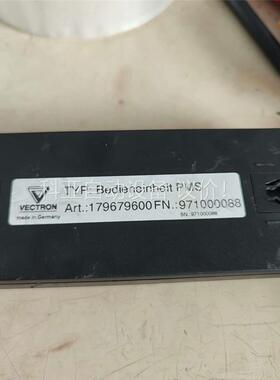 TYP: Bedieneinheit PMS
VECTRON
made in Germany
Art.:179679600 FN.:971000088
SN.:971000088